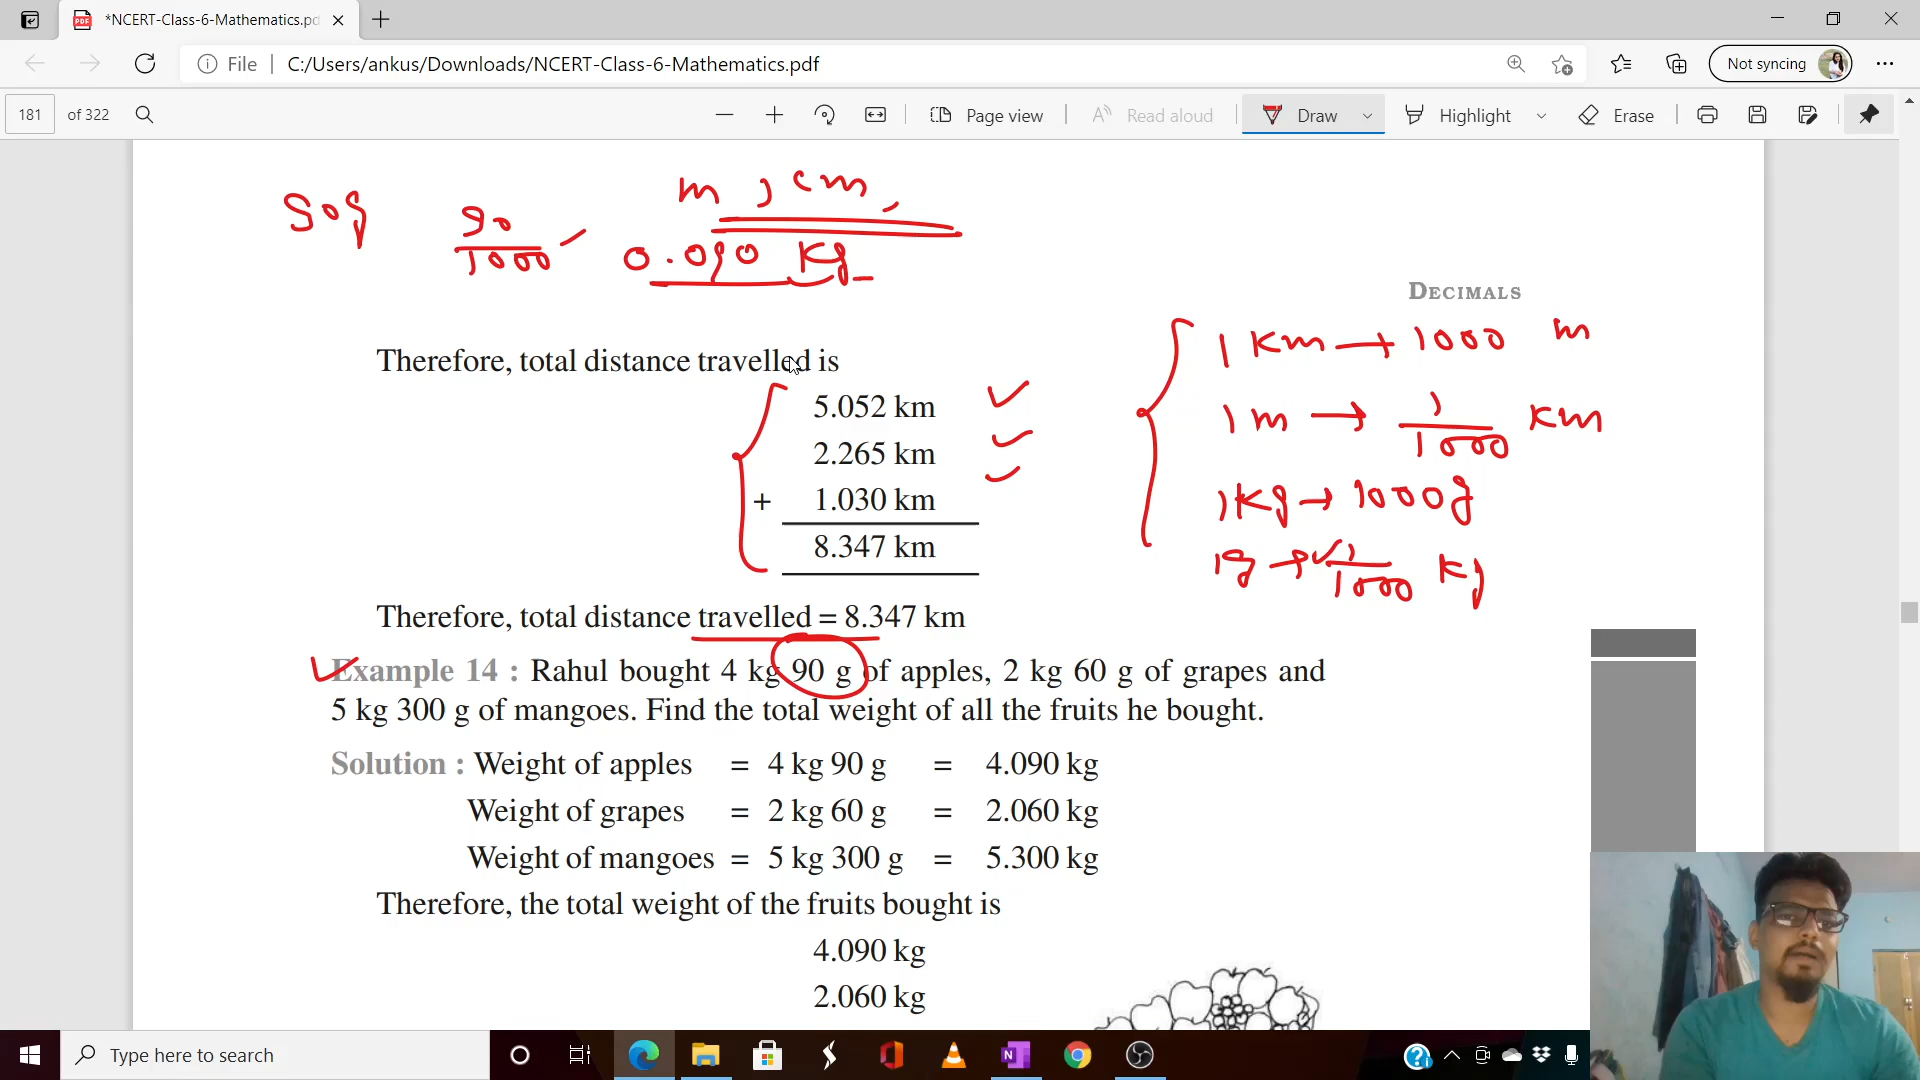 *NCERT-Class-6-Mathematics.pd
File C:/Users/ankus/Downloads/NCERT-Class-6-Mathematics.pdf
Not syncing
181 of 322
Page view
Read aloud
Draw
Highlight
Erase
m , cm,
90/1000
0.090 kg
DECIMALS
Therefore, total distance travelled is
5.052 km
2.265 km
+ 1.030 km
8.347 km
1 Km → 1000 m
1 m → 1/1000 Km
1 Kg → 1000g
1g → 1/1000 kg
Therefore, total distance travelled = 8.347 km
Example 14 : Rahul bought 4 kg 90 g of apples, 2 kg 60 g of grapes and
5 kg 300 g of mangoes. Find the total weight of all the fruits he bought.
Solution : Weight of apples = 4 kg 90 g = 4.090 kg
Weight of grapes = 2 kg 60 g = 2.060 kg
Weight of mangoes = 5 kg 300 g = 5.300 kg
Therefore, the total weight of the fruits bought is
4.090 kg
2.060 kg
Type here to search